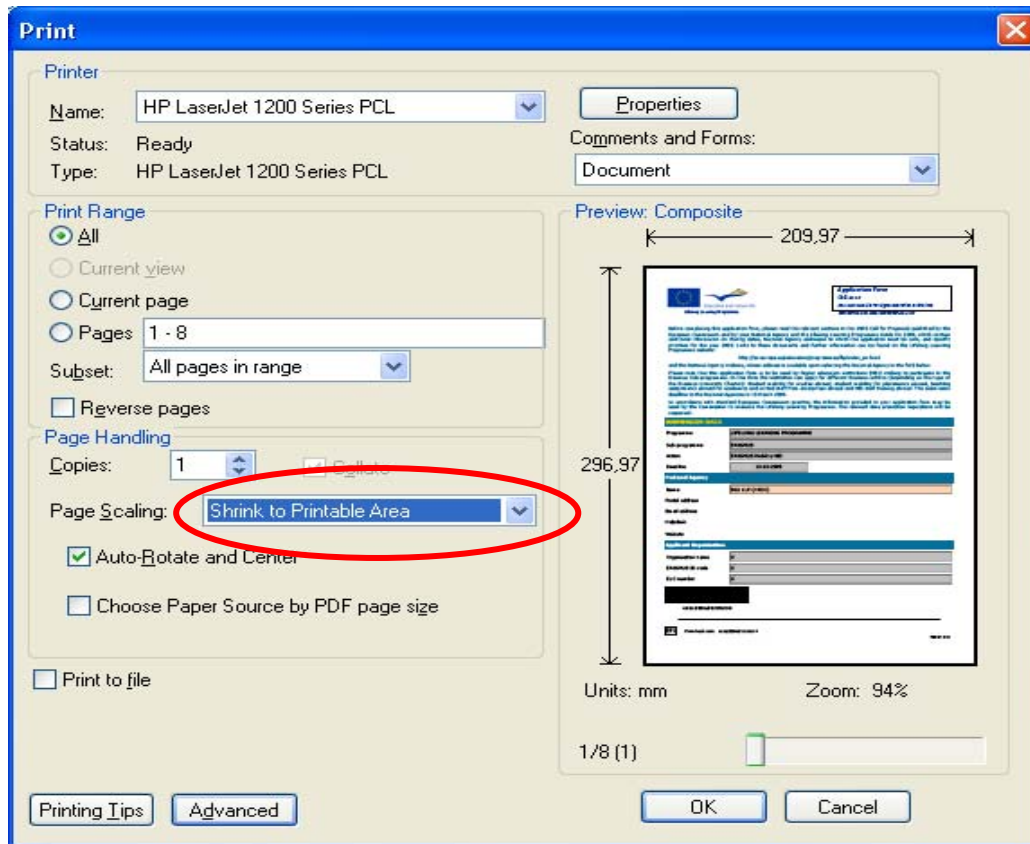 Print
Printer
Name: HP LaserJet 1200 Series PCL Properties
Status: Ready Comments and Forms:
Type: HP LaserJet 1200 Series PCL Document
Print Range
All
Current view
Current page
Pages 1 - 8
Subset: All pages in range
Reverse pages
Page Handling
Copies: 1 Collate
Page Scaling: Shrink to Printable Area
Auto-Rotate and Center
Choose Paper Source by PDF page size
Print to file
Preview: Composite
209,97
296,97
Application Form
Units: mm Zoom: 94%
1/8 (1)
Printing Tips Advanced OK Cancel